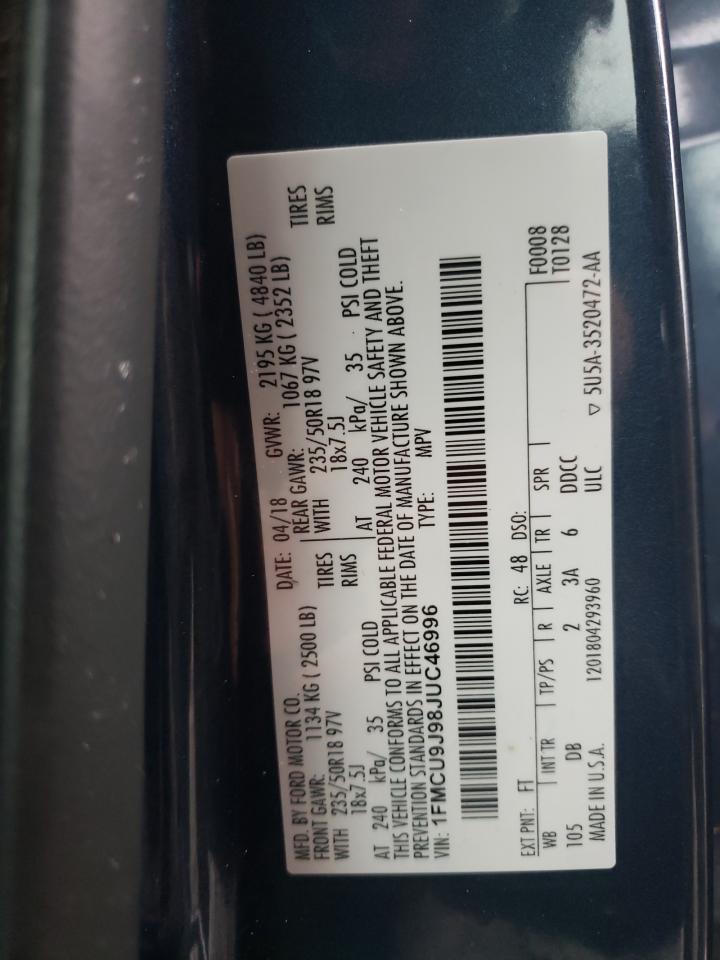 MFD. BY FORD MOTOR CO.
DATE: 04/18 GVWR: 2195 KG ( 4840 LB)
FRONT GAWR: 1134 KG ( 2500 LB) REAR GAWR: 1067 KG ( 2352 LB)
WITH 235/50R18 97V TIRES WITH 235/50R18 97V TIRES
18x7.5J RIMS 18x7.5J RIMS
AT 240 kPa/ 35 PSI COLD AT 240 kPa/ 35 PSI COLD
THIS VEHICLE CONFORMS TO ALL APPLICABLE FEDERAL MOTOR VEHICLE SAFETY AND THEFT
PREVENTION STANDARDS IN EFFECT ON THE DATE OF MANUFACTURE SHOWN ABOVE.
VIN: 1FMCU9J98JUC46996 TYPE: MPV
EXT PNT: FT RC: 48 DSO: F0008
WB INT TR TP/PS R AXLE TR SPR T0128
105 DB 2 3A 6 DDCC
MADE IN U.S.A. 1201804293960 ULC ▽ 5U5A-3520472-AA